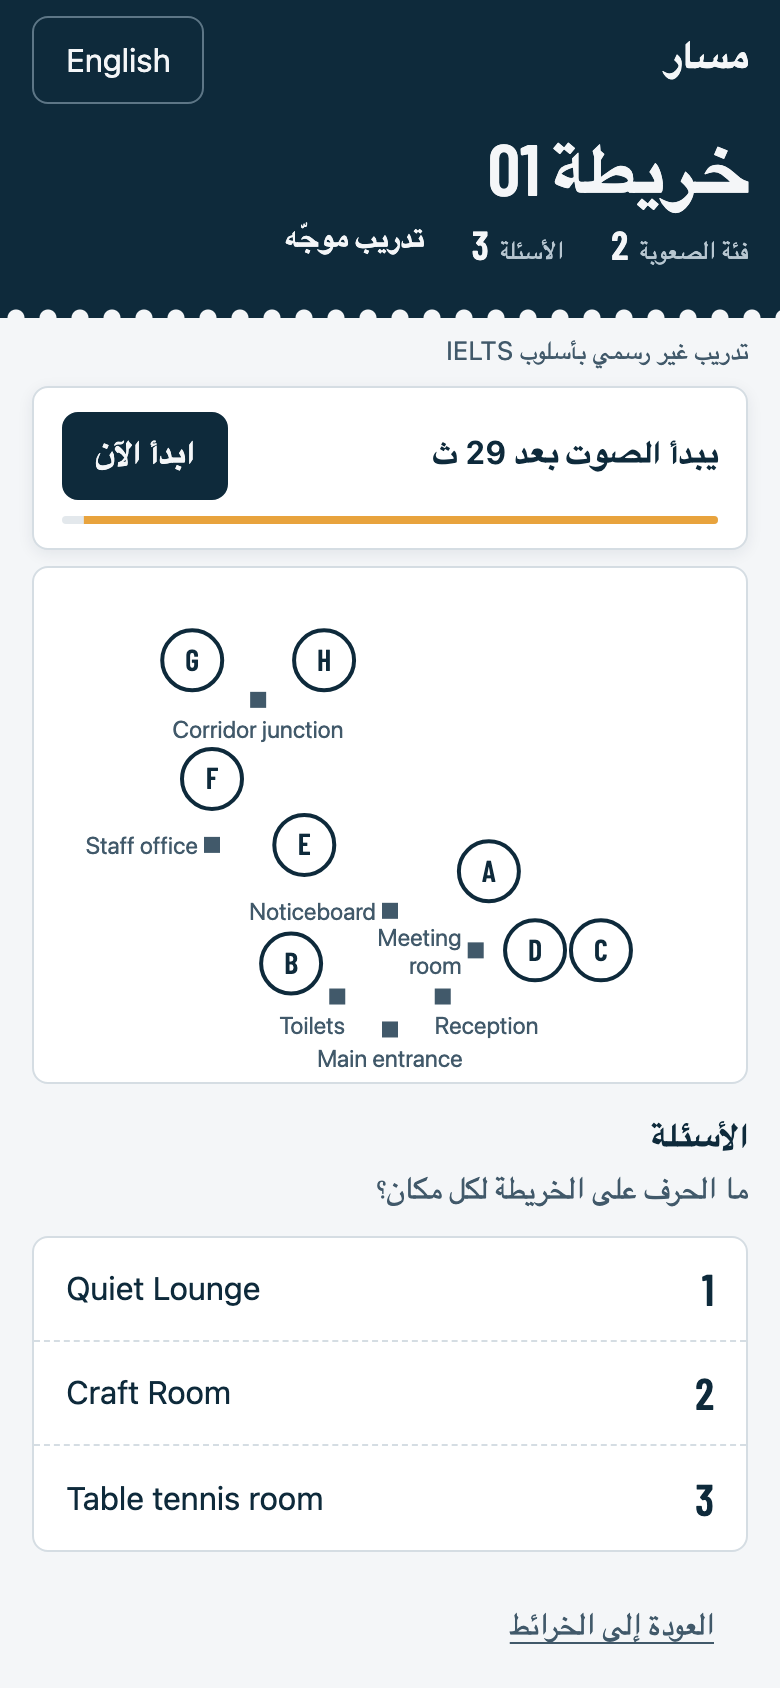 مسار
English
خريطة 01
فئة الصعوبة 2 الأسئلة 3 تدريب موجّه
تدريب غير رسمي بأسلوب IELTS
يبدأ الصوت بعد 29 ث
ابدأ الآن
G
H
Corridor junction
F
Staff office
E
A
Noticeboard
Meeting
room
D
C
B
Toilets
Reception
Main entrance
الأسئلة
ما الحرف على الخريطة لكل مكان؟
1 Quiet Lounge
2 Craft Room
3 Table tennis room
العودة إلى الخرائط